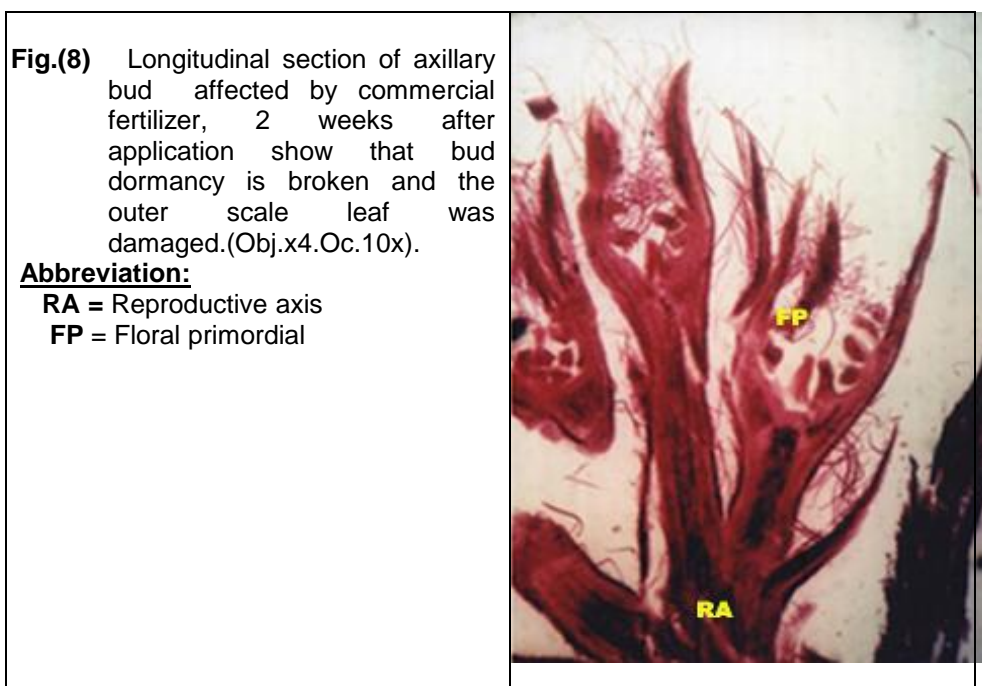 Fig.(8) Longitudinal section of axillary
bud affected by commercial
fertilizer, 2 weeks after
application show that bud
dormancy is broken and the
outer scale leaf was
damaged.(Obj.x4.Oc.10x).
Abbreviation:
RA = Reproductive axis
FP = Floral primordial
FP
RA